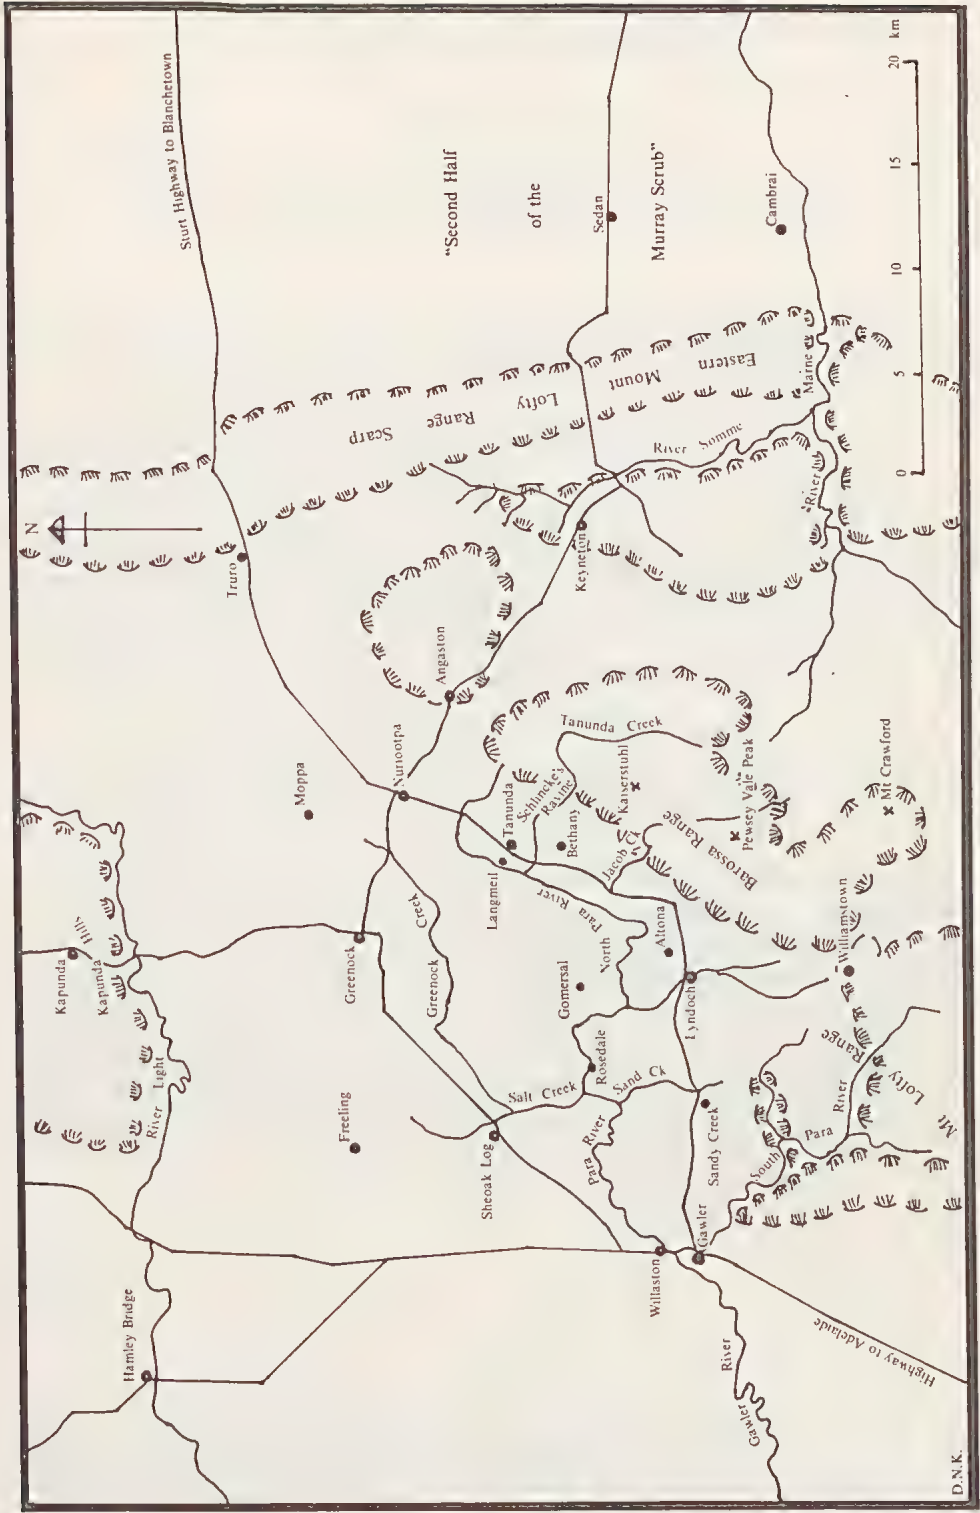 Sturt Highway to Blanchetown
N
Truro
Moppa
Kapunda
Kapunda Hills
River Light
Hamley Bridge
Freeling
Greenock
Greenock Creek
Nuriootpa
Angaston
Eastern
Mount
Lofty
Range
Scarp
"Second Half
of the
Murray Scrub"
Sedan
Cambrai
Keyneton
River Somme
River Marne
Langmeil
Tanunda
Schlincke's
Ravine
Bethany
Tanunda Creek
Kaiserstuhl
Jacob Ck
Pewsey Vale Peak
Barossa Range
Mt Crawford
Williamstown
Sheoak Log
Salt Creek
Rosedale
Gomersal
North Para River
Altona
Lyndoch
Sand Ck
Sandy Creek
Para River
Willaston
Gawler
South Para River
Mt Lofty Range
Gawler River
Highway to Adelaide
0 5 10 15 20 km
D.N.K.